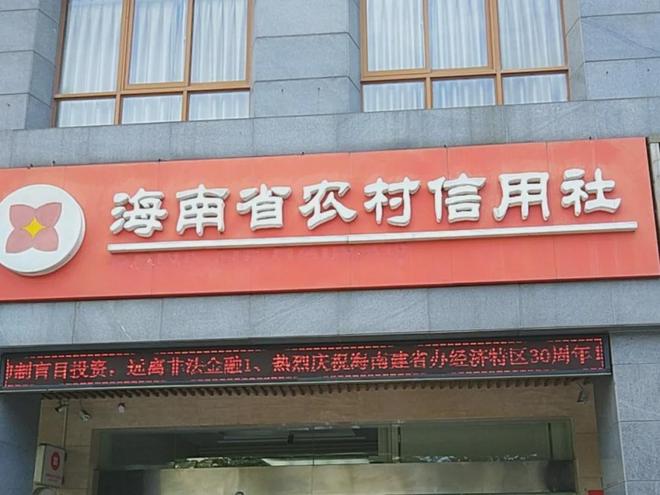 海南省农村信用社
抑制盲目投资，远离非法金融1、热烈庆祝海南建省办经济特区30周年